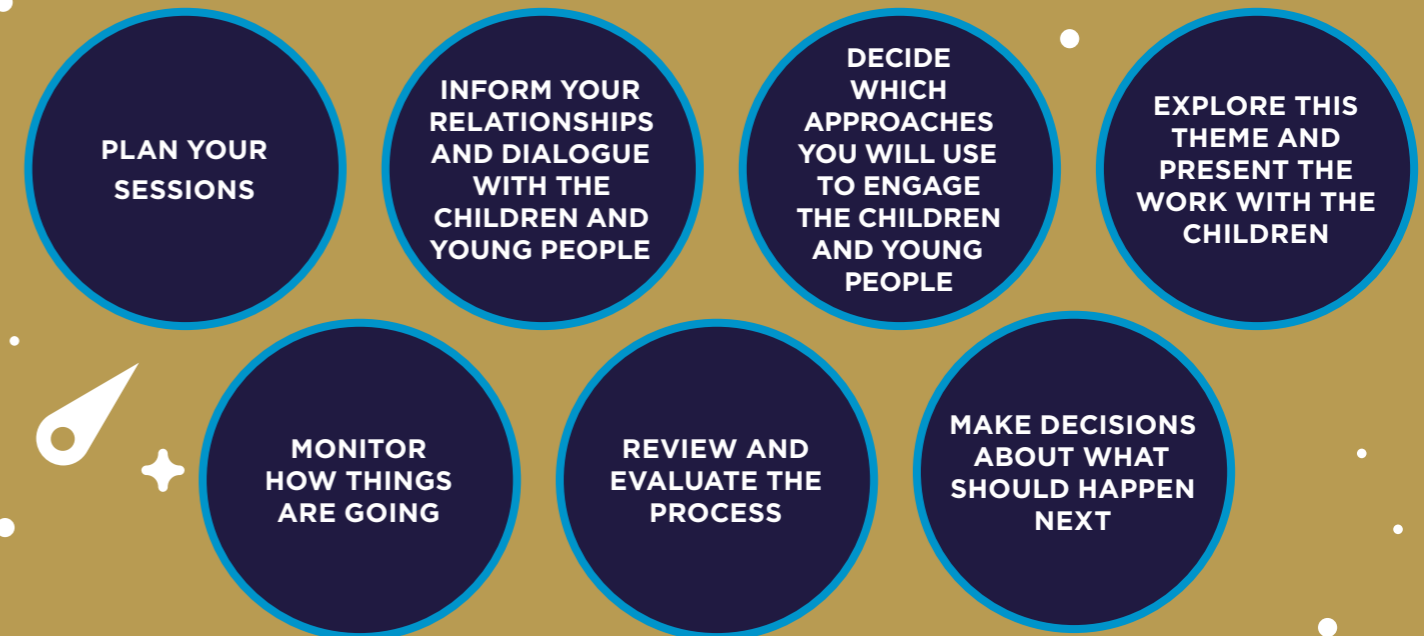 PLAN YOUR
SESSIONS
INFORM YOUR
RELATIONSHIPS
AND DIALOGUE
WITH THE
CHILDREN AND
YOUNG PEOPLE
DECIDE
WHICH
APPROACHES
YOU WILL USE
TO ENGAGE
THE CHILDREN
AND YOUNG
PEOPLE
EXPLORE THIS
THEME AND
PRESENT THE
WORK WITH THE
CHILDREN
MONITOR
HOW THINGS
ARE GOING
REVIEW AND
EVALUATE THE
PROCESS
MAKE DECISIONS
ABOUT WHAT
SHOULD HAPPEN
NEXT